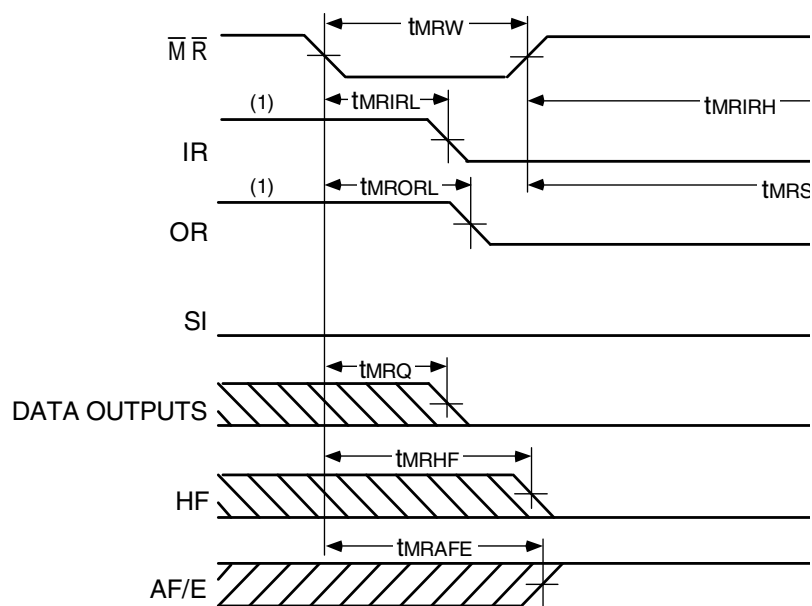 tMRW
M̅ R̅
tMRIRL
(1)
tMRIRH
IR
(1)
tMRORL
tMRS
OR
SI
tMRQ
DATA OUTPUTS
tMRHF
HF
tMRAFE
AF/E